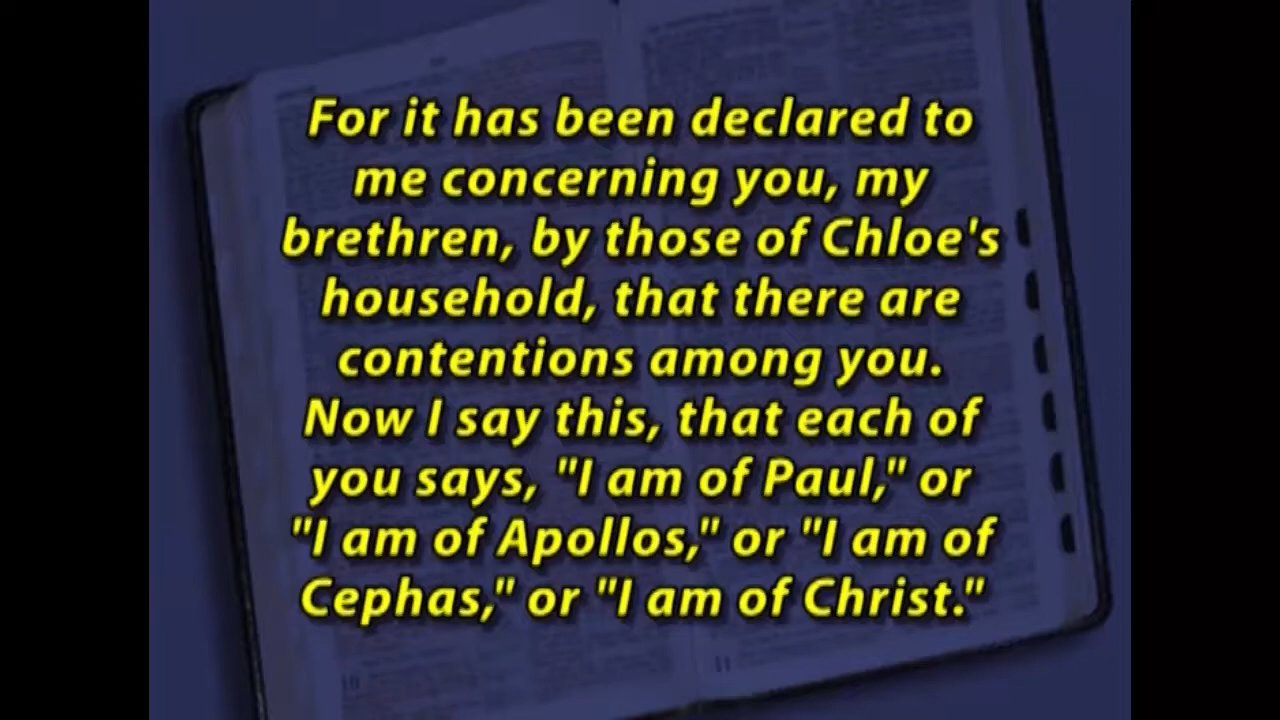 For it has been declared to
me concerning you, my
brethren, by those of Chloe's
household, that there are
contentions among you.
Now I say this, that each of
you says, "I am of Paul," or
"I am of Apollos," or "I am of
Cephas," or "I am of Christ."
10
11